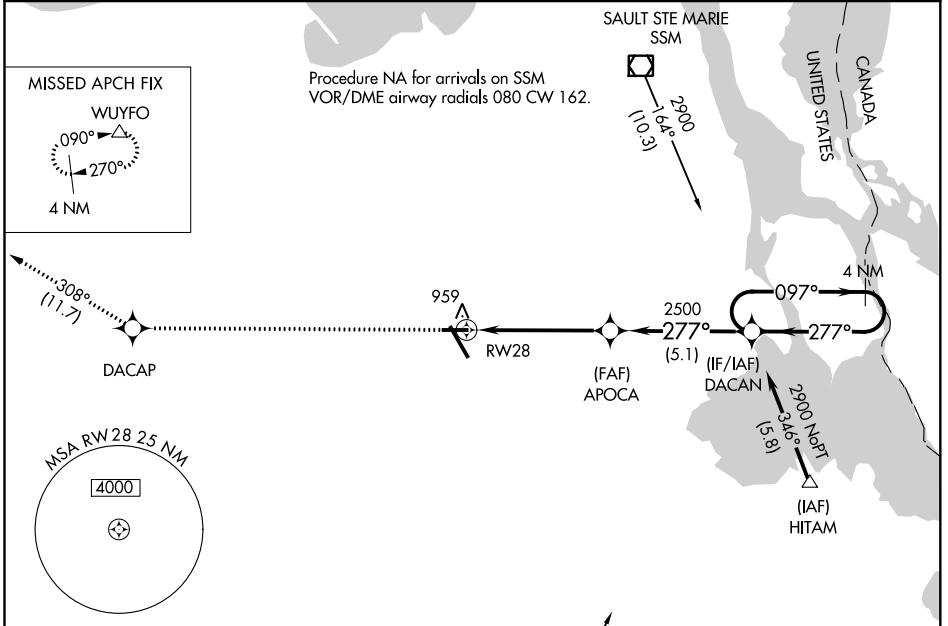 SAULT STE MARIE
SSM
MISSED APCH FIX
WUYFO
090°
270°
4 NM
Procedure NA for arrivals on SSM
VOR/DME airway radials 080 CW 162.
2900
164°
(10.3)
CANADA
UNITED STATES
308°
(11.7)
DACAP
959
RW28
2500
277°
(5.1)
(FAF)
APOCA
(IF/IAF)
DACAN
4 NM
097°
277°
2900 NoPT
346°
(5.8)
(IAF)
HITAM
MSA RW28 25 NM
4000